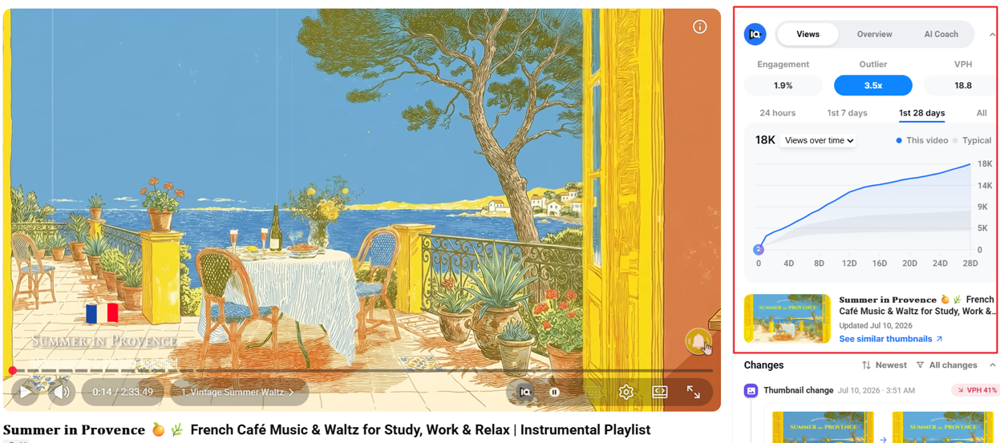 SUMMER IN PROVENCE
0:14 / 2:33:49
1. Vintage Summer Waltz
Summer in Provence 🍊 🌿 French Café Music & Waltz for Study, Work & Relax | Instrumental Playlist
IQ
Views
Overview
AI Coach
Engagement
Outlier
VPH
1.9%
3.5x
18.8
24 hours
1st 7 days
1st 28 days
All
18K
Views over time
This video
Typical
18K
14K
9K
5K
0
2
0
4D
8D
12D
16D
20D
24D
28D
SUMMER IN PROVENCE
Summer in Provence 🍊 🌿 French
Café Music & Waltz for Study, Work &..
Updated Jul 10, 2026
See similar thumbnails
Changes
Newest
All changes
Thumbnail change
Jul 10, 2026 · 3:51 AM
VPH 41%
SUMMER IN PROVENCE
SUMMER IN PROVENCE